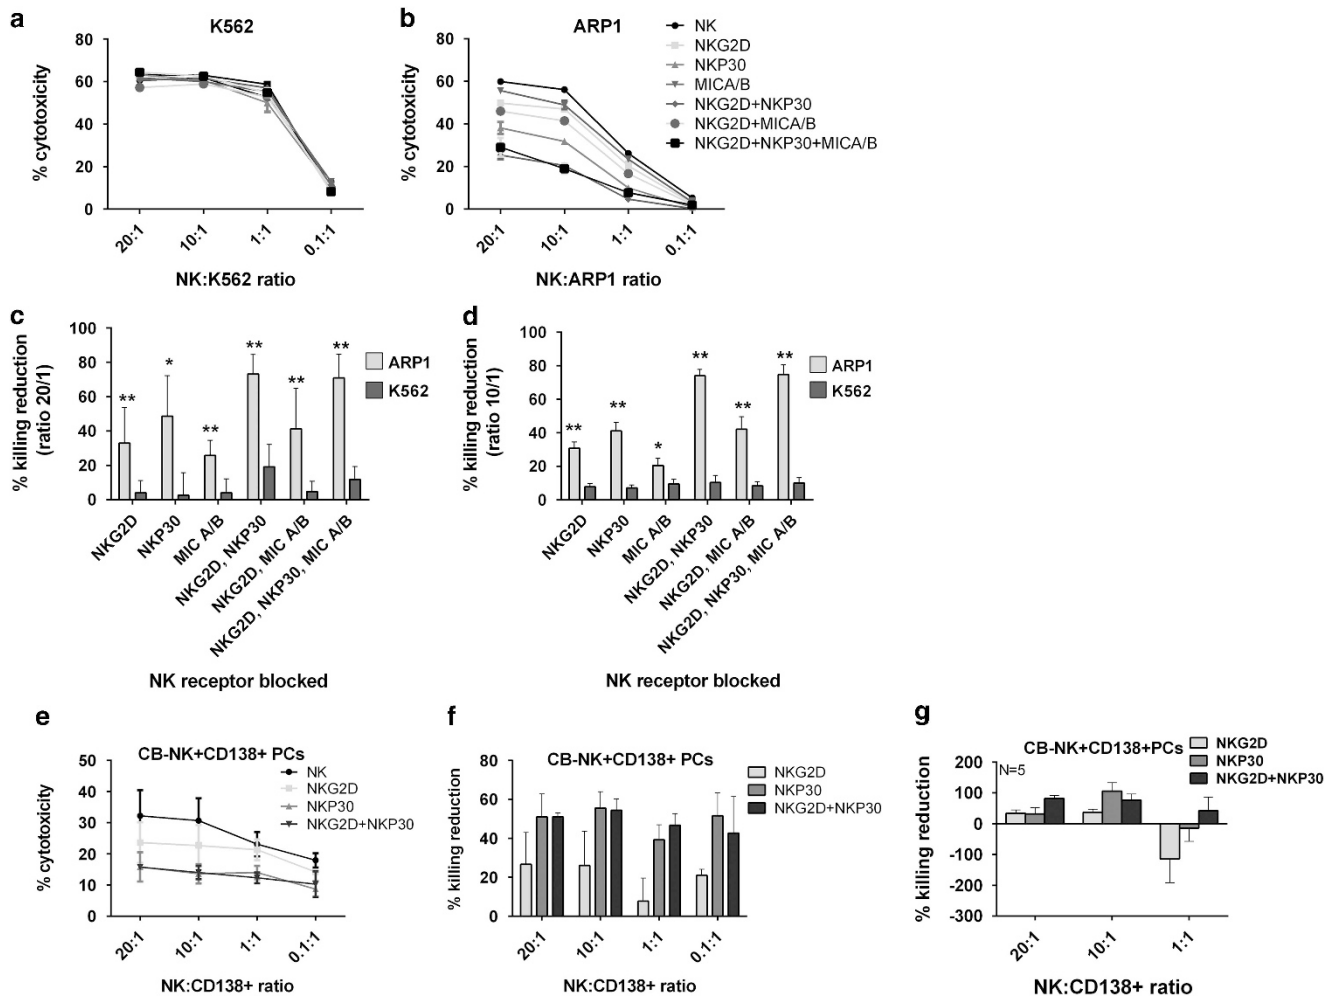 a
K562
% cytotoxicity
80
60
40
20
0
20:1
10:1
1:1
0.1:1
NK:K562 ratio
b
ARP1
% cytotoxicity
80
60
40
20
0
20:1
10:1
1:1
0.1:1
NK:ARP1 ratio
NK
NKG2D
NKP30
MICA/B
NKG2D+NKP30
NKG2D+MICA/B
NKG2D+NKP30+MICA/B
c
% killing reduction
(ratio 20/1)
100
80
60
40
20
0
**
*
**
**
**
**
ARP1
K562
NKG2D
NKP30
MIC A/B
NKG2D, NKP30
NKG2D, MIC A/B
NKG2D, NKP30, MIC A/B
NK receptor blocked
d
% killing reduction
(ratio 10/1)
100
80
60
40
20
0
**
**
*
**
**
**
ARP1
K562
NKG2D
NKP30
MIC A/B
NKG2D, NKP30
NKG2D, MIC A/B
NKG2D, NKP30, MIC A/B
NK receptor blocked
e
CB-NK+CD138+ PCs
% cytotoxicity
50
40
30
20
10
0
NK
NKG2D
NKP30
NKG2D+NKP30
20:1
10:1
1:1
0.1:1
NK:CD138+ ratio
f
CB-NK+CD138+ PCs
% killing reduction
80
60
40
20
0
NKG2D
NKP30
NKG2D+NKP30
20:1
10:1
1:1
0.1:1
NK:CD138+ ratio
g
CB-NK+CD138+PCs
N=5
% killing reduction
200
100
0
-100
-200
-300
NKG2D
NKP30
NKG2D+NKP30
20:1
10:1
1:1
NK:CD138+ ratio